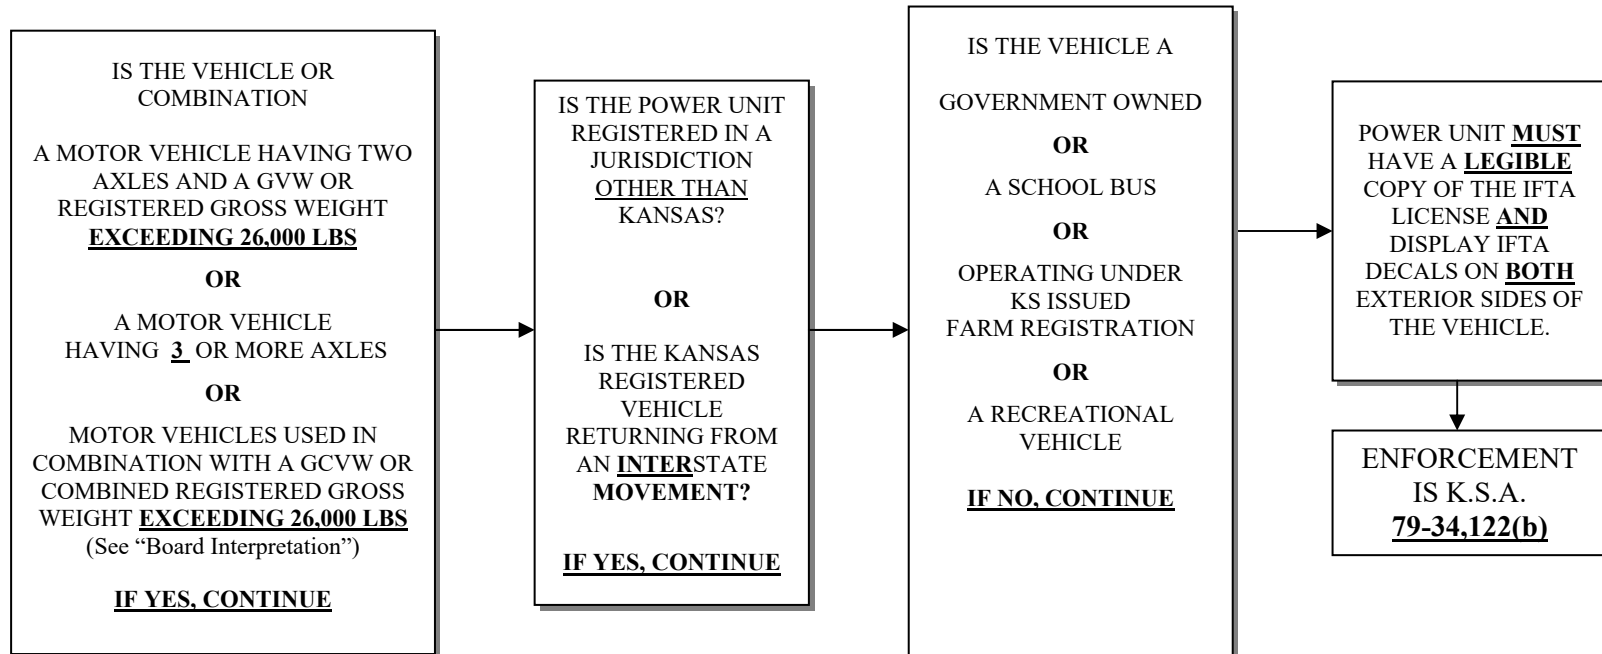 IS THE VEHICLE OR
COMBINATION
A MOTOR VEHICLE HAVING TWO
AXLES AND A GVW OR
REGISTERED GROSS WEIGHT
EXCEEDING 26,000 LBS
OR
A MOTOR VEHICLE
HAVING 3 OR MORE AXLES
OR
MOTOR VEHICLES USED IN
COMBINATION WITH A GCVW OR
COMBINED REGISTERED GROSS
WEIGHT EXCEEDING 26,000 LBS
(See “Board Interpretation”)
IF YES, CONTINUE
IS THE POWER UNIT
REGISTERED IN A
JURISDICTION
OTHER THAN
KANSAS?
OR
IS THE KANSAS
REGISTERED
VEHICLE
RETURNING FROM
AN INTERSTATE
MOVEMENT?
IF YES, CONTINUE
IS THE VEHICLE A
GOVERNMENT OWNED
OR
A SCHOOL BUS
OR
OPERATING UNDER
KS ISSUED
FARM REGISTRATION
OR
A RECREATIONAL
VEHICLE
IF NO, CONTINUE
POWER UNIT MUST
HAVE A LEGIBLE
COPY OF THE IFTA
LICENSE AND
DISPLAY IFTA
DECALS ON BOTH
EXTERIOR SIDES OF
THE VEHICLE.
ENFORCEMENT
IS K.S.A.
79-34,122(b)